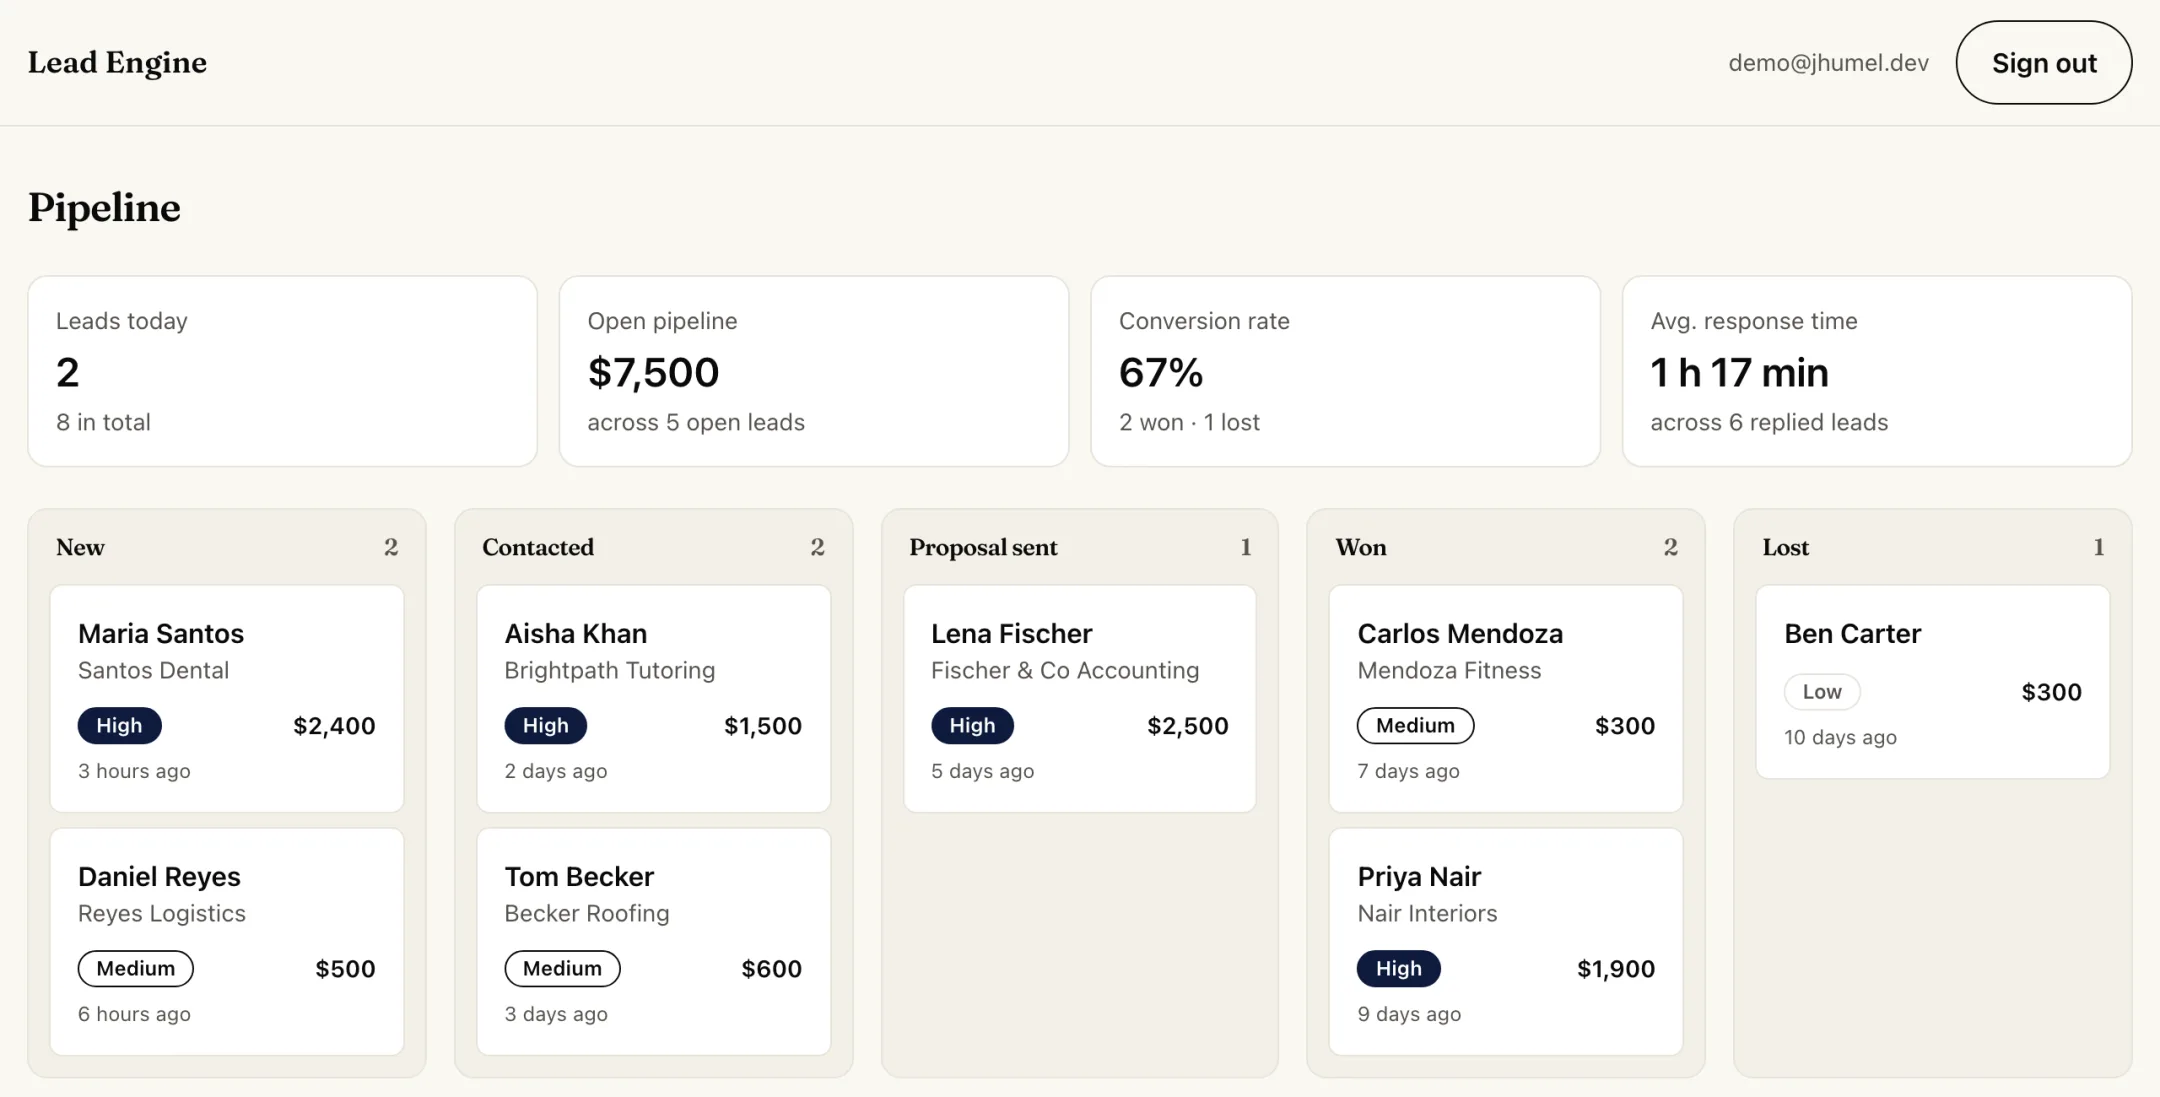 Lead Engine
demo@jhumel.dev
Sign out
Pipeline
Leads today
2
8 in total
Open pipeline
$7,500
across 5 open leads
Conversion rate
67%
2 won · 1 lost
Avg. response time
1 h 17 min
across 6 replied leads
New 2
Maria Santos
Santos Dental
High $2,400
3 hours ago
Daniel Reyes
Reyes Logistics
Medium $500
6 hours ago
Contacted 2
Aisha Khan
Brightpath Tutoring
High $1,500
2 days ago
Tom Becker
Becker Roofing
Medium $600
3 days ago
Proposal sent 1
Lena Fischer
Fischer & Co Accounting
High $2,500
5 days ago
Won 2
Carlos Mendoza
Mendoza Fitness
Medium $300
7 days ago
Priya Nair
Nair Interiors
High $1,900
9 days ago
Lost 1
Ben Carter
Low $300
10 days ago